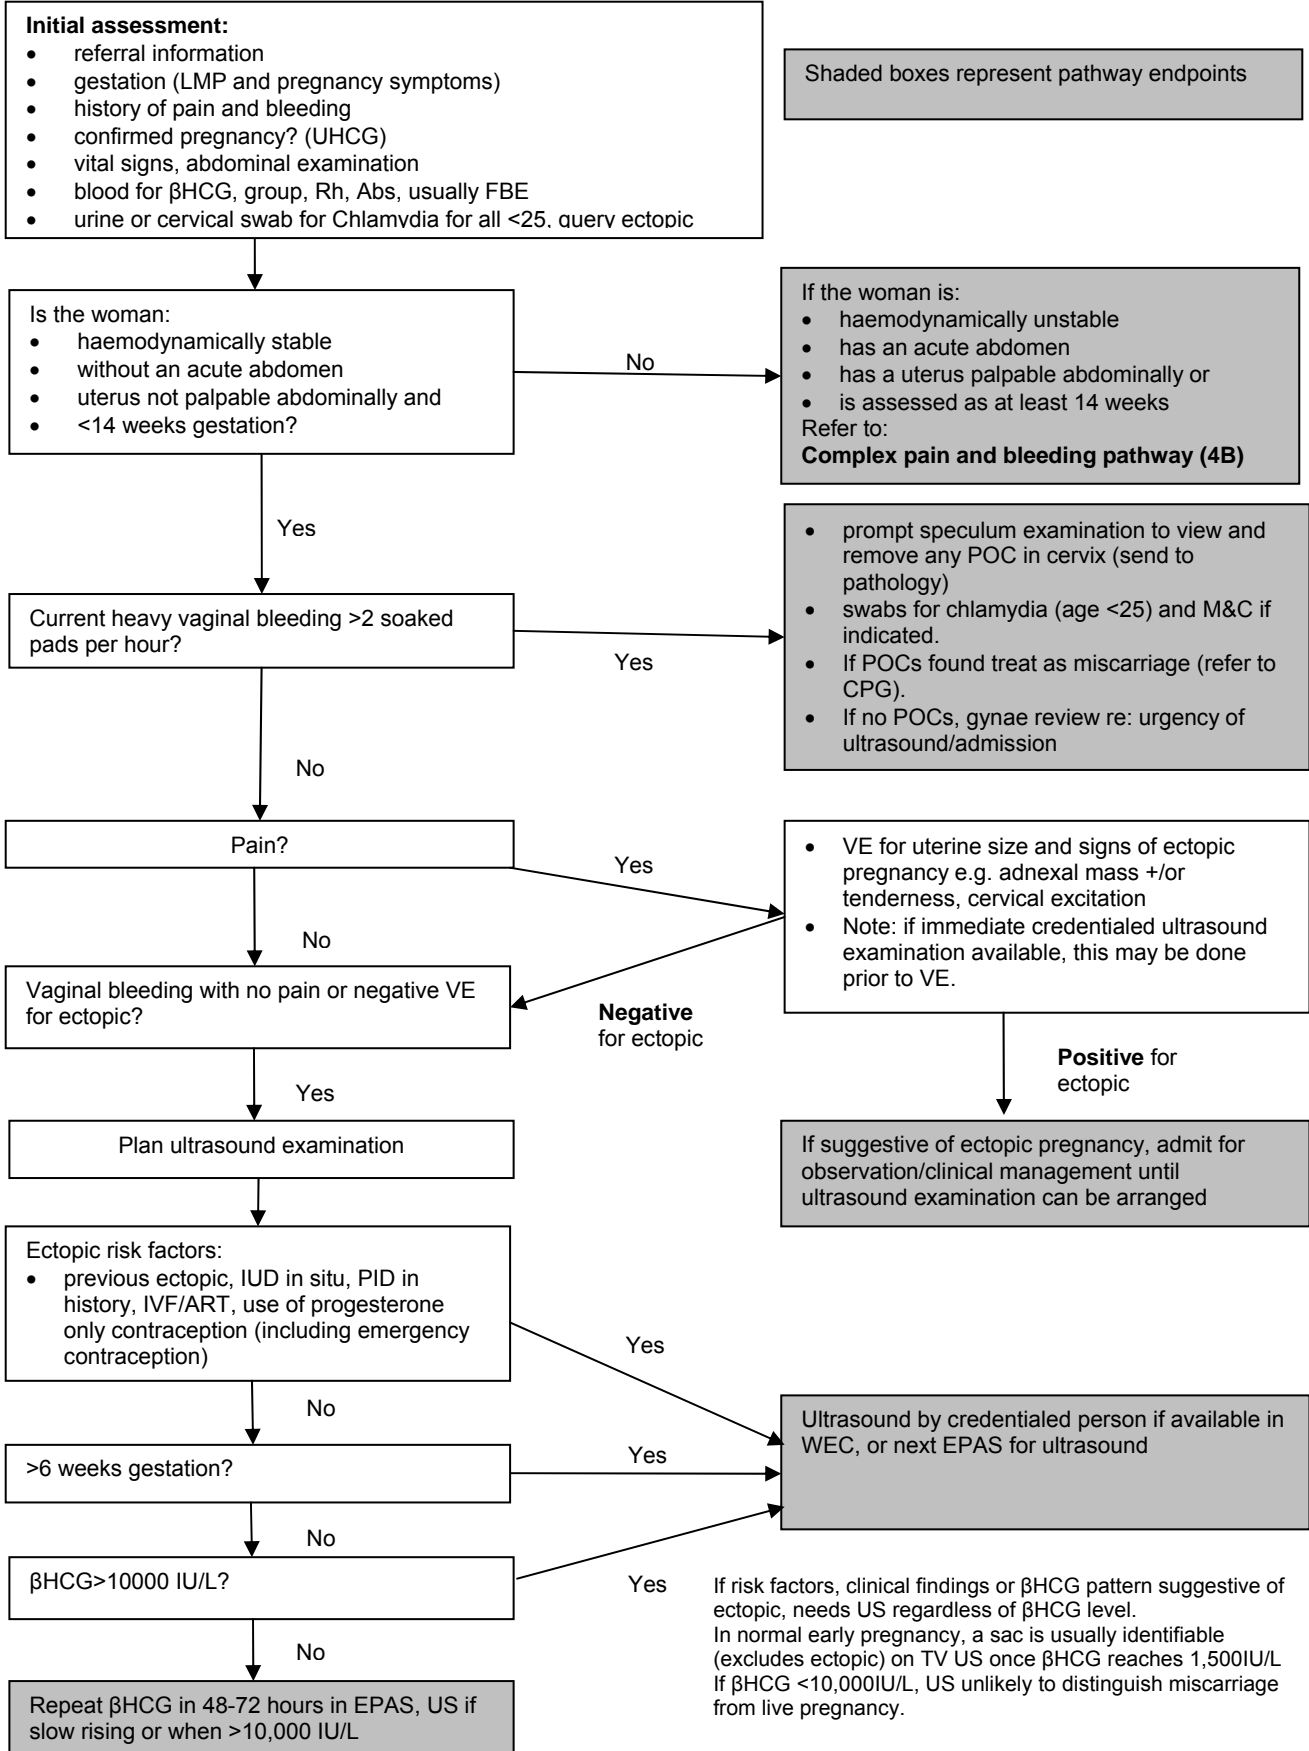 Initial assessment:
• referral information
• gestation (LMP and pregnancy symptoms)
• history of pain and bleeding
• confirmed pregnancy? (UHCG)
• vital signs, abdominal examination
• blood for βHCG, group, Rh, Abs, usually FBE
• urine or cervical swab for Chlamydia for all <25, query ectopic
Shaded boxes represent pathway endpoints
Is the woman:
• haemodynamically stable
• without an acute abdomen
• uterus not palpable abdominally and
• <14 weeks gestation?
No
If the woman is:
• haemodynamically unstable
• has an acute abdomen
• has a uterus palpable abdominally or
• is assessed as at least 14 weeks
Refer to:
Complex pain and bleeding pathway (4B)
Yes
Current heavy vaginal bleeding >2 soaked
pads per hour?
Yes
• prompt speculum examination to view and
remove any POC in cervix (send to
pathology)
• swabs for chlamydia (age <25) and M&C if
indicated.
• If POCs found treat as miscarriage (refer to
CPG).
• If no POCs, gynae review re: urgency of
ultrasound/admission
No
Pain?
Yes
• VE for uterine size and signs of ectopic
pregnancy e.g. adnexal mass +/or
tenderness, cervical excitation
• Note: if immediate credentialed ultrasound
examination available, this may be done
prior to VE.
No
Vaginal bleeding with no pain or negative VE
for ectopic?
Negative
for ectopic
Positive for
ectopic
Yes
Plan ultrasound examination
If suggestive of ectopic pregnancy, admit for
observation/clinical management until
ultrasound examination can be arranged
Ectopic risk factors:
• previous ectopic, IUD in situ, PID in
history, IVF/ART, use of progesterone
only contraception (including emergency
contraception)
Yes
No
Ultrasound by credentialed person if available in
WEC, or next EPAS for ultrasound
>6 weeks gestation?
Yes
No
βHCG>10000 IU/L?
Yes
If risk factors, clinical findings or βHCG pattern suggestive of
ectopic, needs US regardless of βHCG level.
In normal early pregnancy, a sac is usually identifiable
(excludes ectopic) on TV US once βHCG reaches 1,500IU/L
If βHCG <10,000IU/L, US unlikely to distinguish miscarriage
from live pregnancy.
No
Repeat βHCG in 48-72 hours in EPAS, US if
slow rising or when >10,000 IU/L